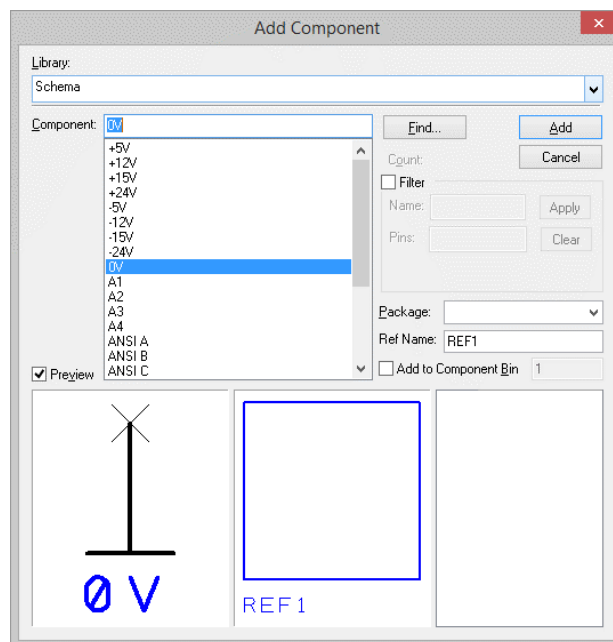 Add Component
Library:
Schema
Component: 0V
Find...
Add
Cancel
Count:
Filter
Name:
Apply
Pins:
Clear
+5V
+12V
+15V
+24V
-5V
-12V
-15V
-24V
0V
A1
A2
A3
A4
ANSI A
ANSI B
ANSI C
Package:
Ref Name: REF1
Add to Component Bin 1
Preview
0 V
REF1